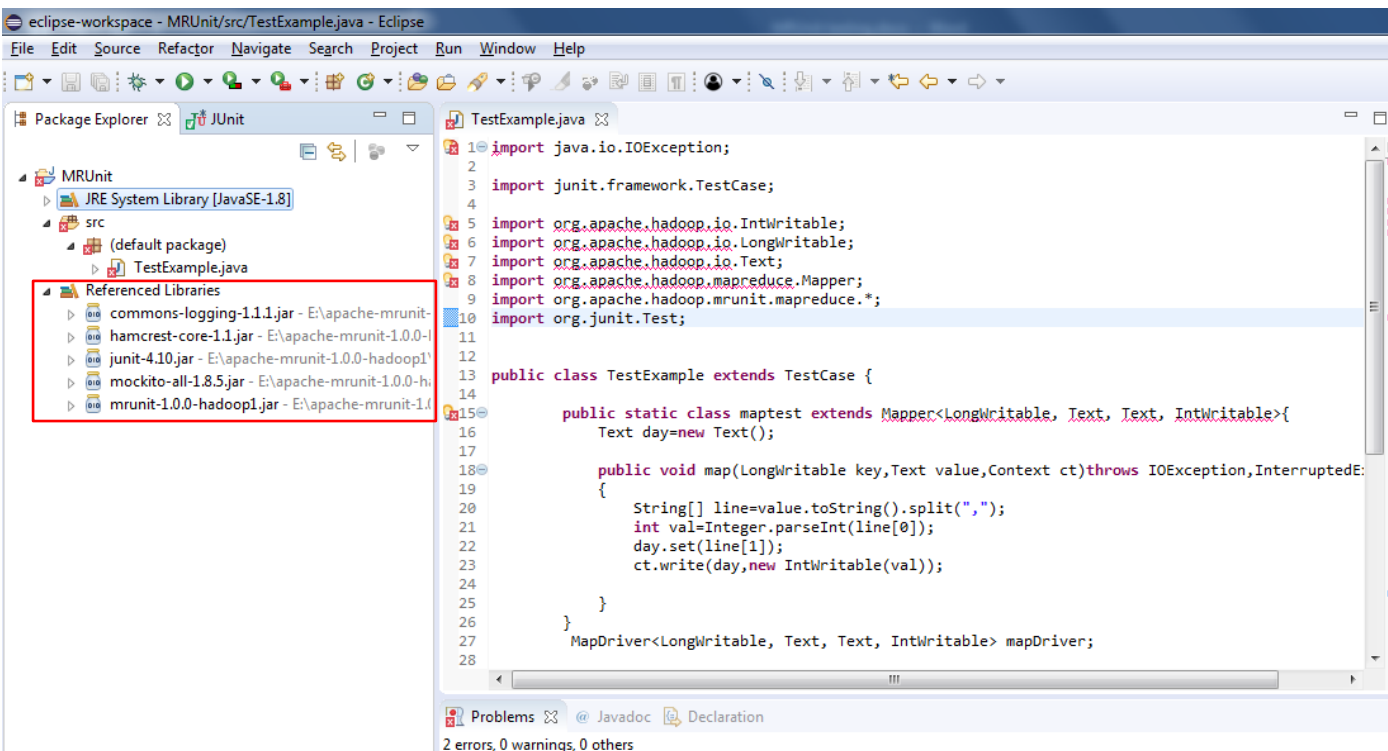 eclipse-workspace - MRUnit/src/TestExample.java - Eclipse
File Edit Source Refactor Navigate Search Project Run Window Help
Package Explorer JUnit
MRUnit
JRE System Library [JavaSE-1.8]
src
(default package)
TestExample.java
Referenced Libraries
commons-logging-1.1.1.jar - E:\apache-mrunit-
hamcrest-core-1.1.jar - E:\apache-mrunit-1.0.0-
junit-4.10.jar - E:\apache-mrunit-1.0.0-hadoop1
mockito-all-1.8.5.jar - E:\apache-mrunit-1.0.0-
mrunit-1.0.0-hadoop1.jar - E:\apache-mrunit-1.
TestExample.java
1 import java.io.IOException;
2
3 import junit.framework.TestCase;
4
5 import org.apache.hadoop.io.IntWritable;
6 import org.apache.hadoop.io.LongWritable;
7 import org.apache.hadoop.io.Text;
8 import org.apache.hadoop.mapreduce.Mapper;
9 import org.apache.hadoop.mrunit.mapreduce.*;
10 import org.junit.Test;
11
12
13 public class TestExample extends TestCase {
14
15 public static class maptest extends Mapper<LongWritable, Text, Text, IntWritable>{
16 Text day=new Text();
17
18 public void map(LongWritable key,Text value,Context ct)throws IOException,InterruptedE
19 {
20 String[] line=value.toString().split(",");
21 int val=Integer.parseInt(line[0]);
22 day.set(line[1]);
23 ct.write(day,new IntWritable(val));
24
25 }
26 }
27 MapDriver<LongWritable, Text, Text, IntWritable> mapDriver;
28
Problems @ Javadoc Declaration
2 errors, 0 warnings, 0 others